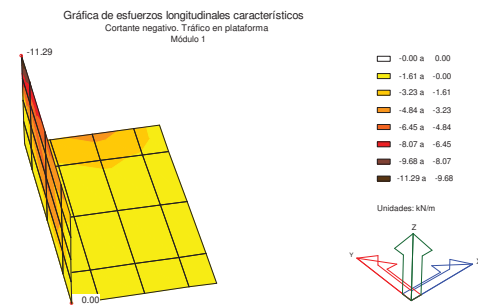 Gráfica de esfuerzos longitudinales característicos
Cortante negativo. Tráfico en plataforma
Módulo 1
-11.29
-0.00 a 0.00
-1.61 a -0.00
-3.23 a -1.61
-4.84 a -3.23
-6.45 a -4.84
-8.07 a -6.45
-9.68 a -8.07
-11.29 a -9.68
Unidades: kN/m
Z
Y
X
0.00